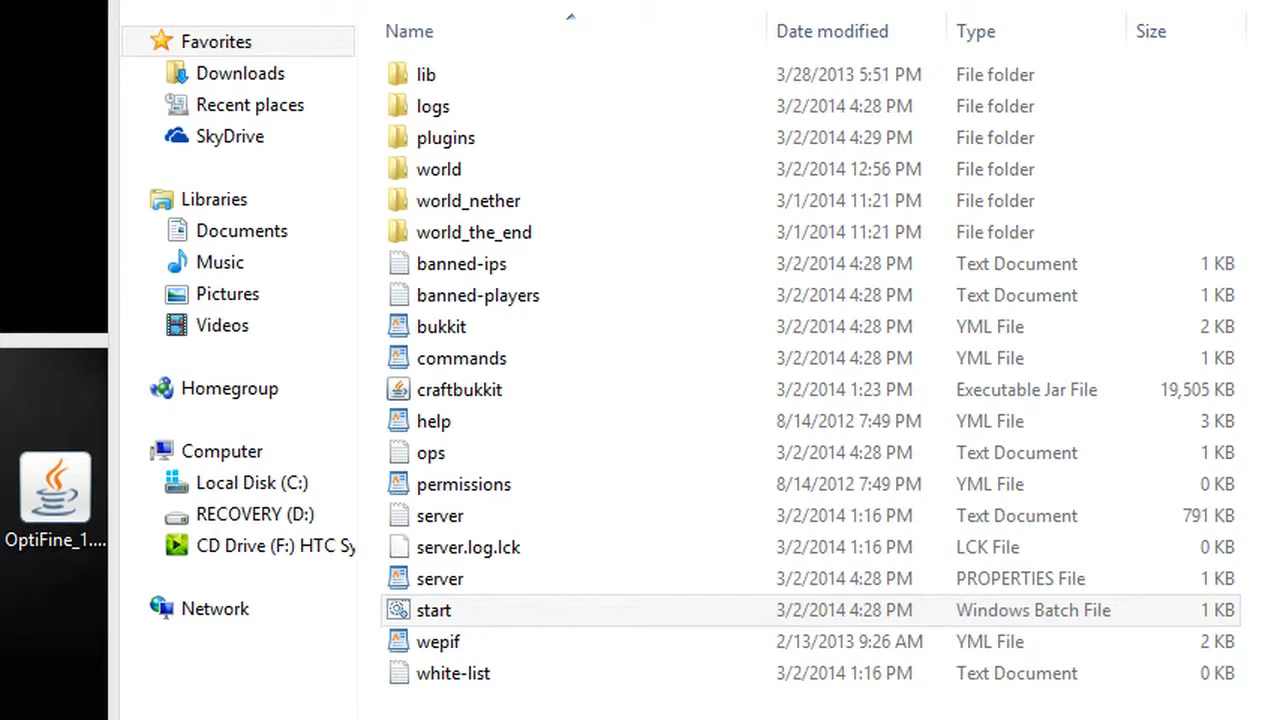 Favorites
Downloads
Recent places
SkyDrive
Libraries
Documents
Music
Pictures
Videos
Homegroup
Computer
Local Disk (C:)
RECOVERY (D:)
CD Drive (F:) HTC Sy
Network
OptiFine_1....
Name Date modified Type Size
lib 3/28/2013 5:51 PM File folder
logs 3/2/2014 4:28 PM File folder
plugins 3/2/2014 4:29 PM File folder
world 3/2/2014 12:56 PM File folder
world_nether 3/1/2014 11:21 PM File folder
world_the_end 3/1/2014 11:21 PM File folder
banned-ips 3/2/2014 4:28 PM Text Document 1 KB
banned-players 3/2/2014 4:28 PM Text Document 1 KB
bukkit 3/2/2014 4:28 PM YML File 2 KB
commands 3/2/2014 4:28 PM YML File 1 KB
craftbukkit 3/2/2014 1:23 PM Executable Jar File 19,505 KB
help 8/14/2012 7:49 PM YML File 3 KB
ops 3/2/2014 4:28 PM Text Document 1 KB
permissions 8/14/2012 7:49 PM YML File 0 KB
server 3/2/2014 1:16 PM Text Document 791 KB
server.log.lck 3/2/2014 1:16 PM LCK File 0 KB
server 3/2/2014 4:28 PM PROPERTIES File 1 KB
start 3/2/2014 4:28 PM Windows Batch File 1 KB
wepif 2/13/2013 9:26 AM YML File 2 KB
white-list 3/2/2014 1:16 PM Text Document 0 KB